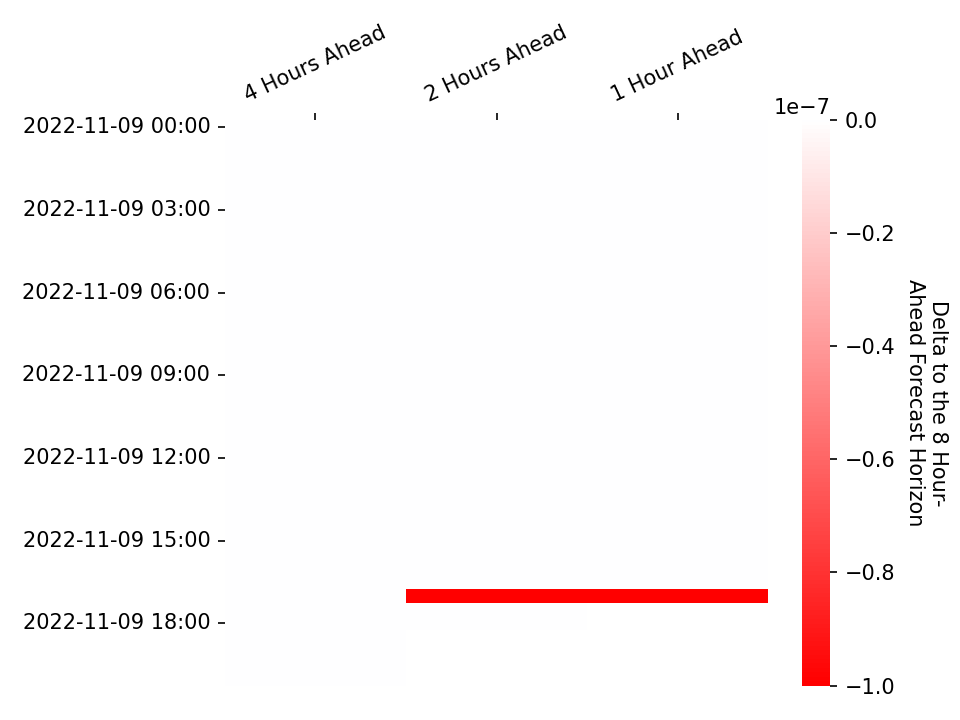 4 Hours Ahead
2 Hours Ahead
1 Hour Ahead
1e−7
2022-11-09 00:00
2022-11-09 03:00
2022-11-09 06:00
2022-11-09 09:00
2022-11-09 12:00
2022-11-09 15:00
2022-11-09 18:00
0.0
−0.2
−0.4
−0.6
−0.8
−1.0
Delta to the 8 Hour-
Ahead Forecast Horizon